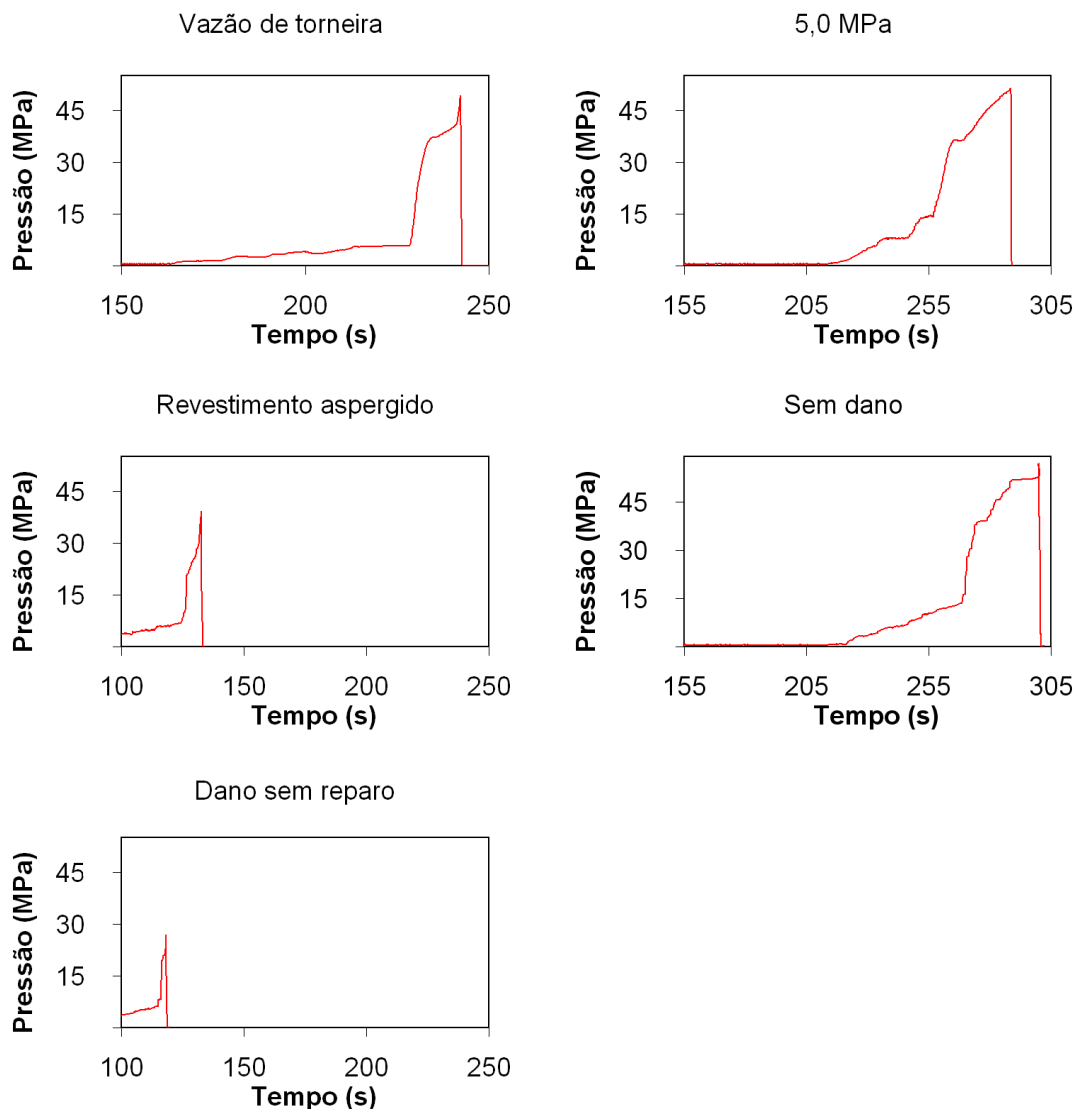 Vazão de torneira
Pressão (MPa)
45
30
15
150 200 250
Tempo (s)
5,0 MPa
Pressão (MPa)
45
30
15
155 205 255 305
Tempo (s)
Revestimento aspergido
Pressão (MPa)
45
30
15
100 150 200 250
Tempo (s)
Sem dano
Pressão (MPa)
45
30
15
155 205 255 305
Tempo (s)
Dano sem reparo
Pressão (MPa)
45
30
15
100 150 200 250
Tempo (s)